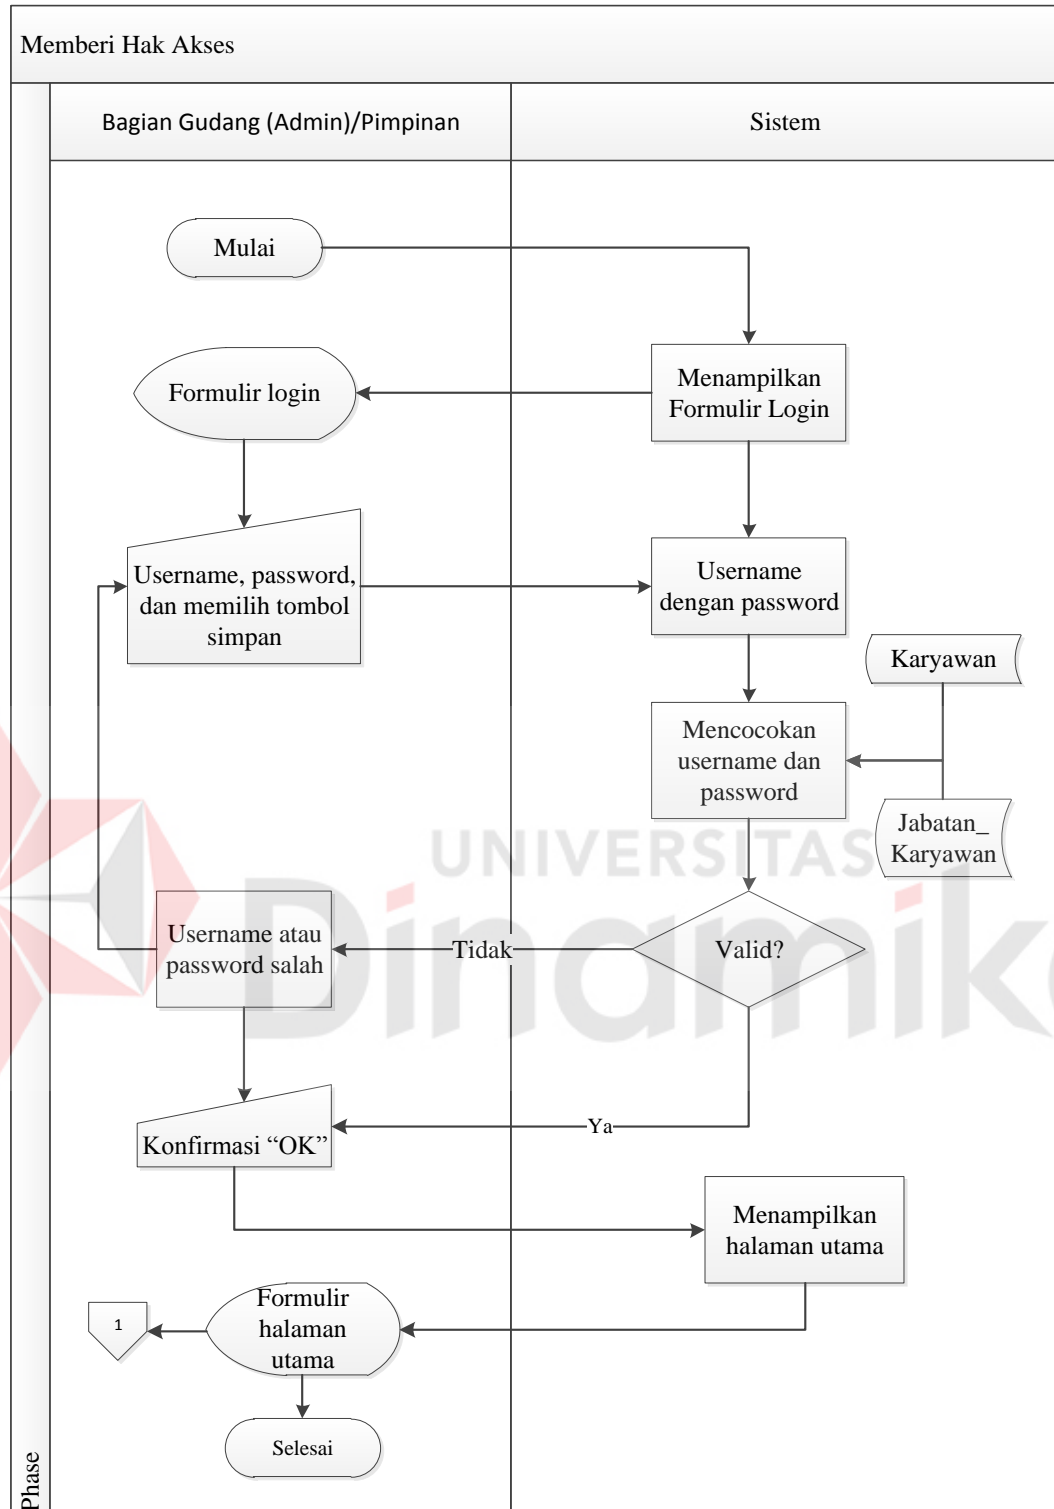 Memberi Hak Akses
Bagian Gudang (Admin)/Pimpinan
Sistem
Mulai
Menampilkan
Formulir Login
Formulir login
Username, password,
dan memilih tombol
simpan
Username
dengan password
Karyawan
Mencocokan
username dan
password
Jabatan_
Karyawan
UNIVERSITAS
Dinamika
Valid?
Tidak
Username atau
password salah
Ya
Konfirmasi “OK”
Menampilkan
halaman utama
Formulir
halaman
utama
1
Selesai
Phase